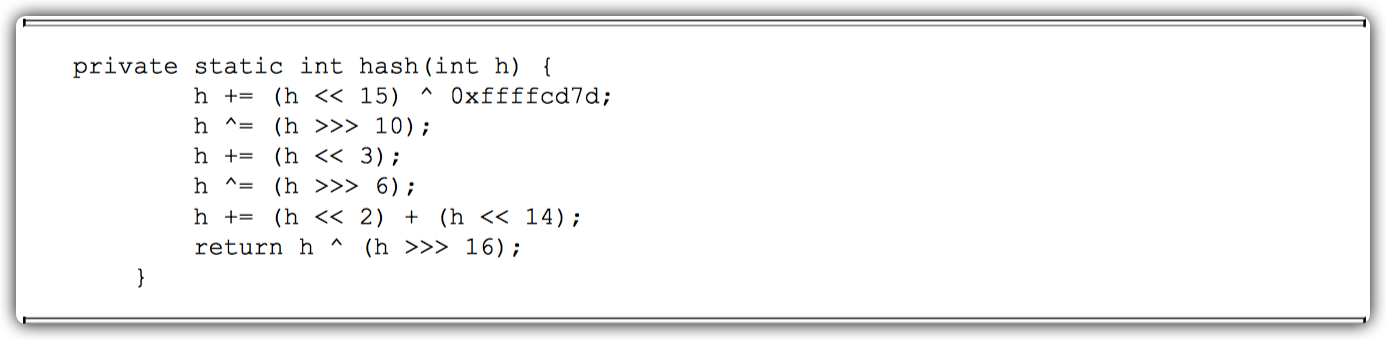 private static int hash(int h) {
        h += (h << 15) ^ 0xffffcd7d;
        h ^= (h >>> 10);
        h += (h << 3);
        h ^= (h >>> 6);
        h += (h << 2) + (h << 14);
        return h ^ (h >>> 16);
    }